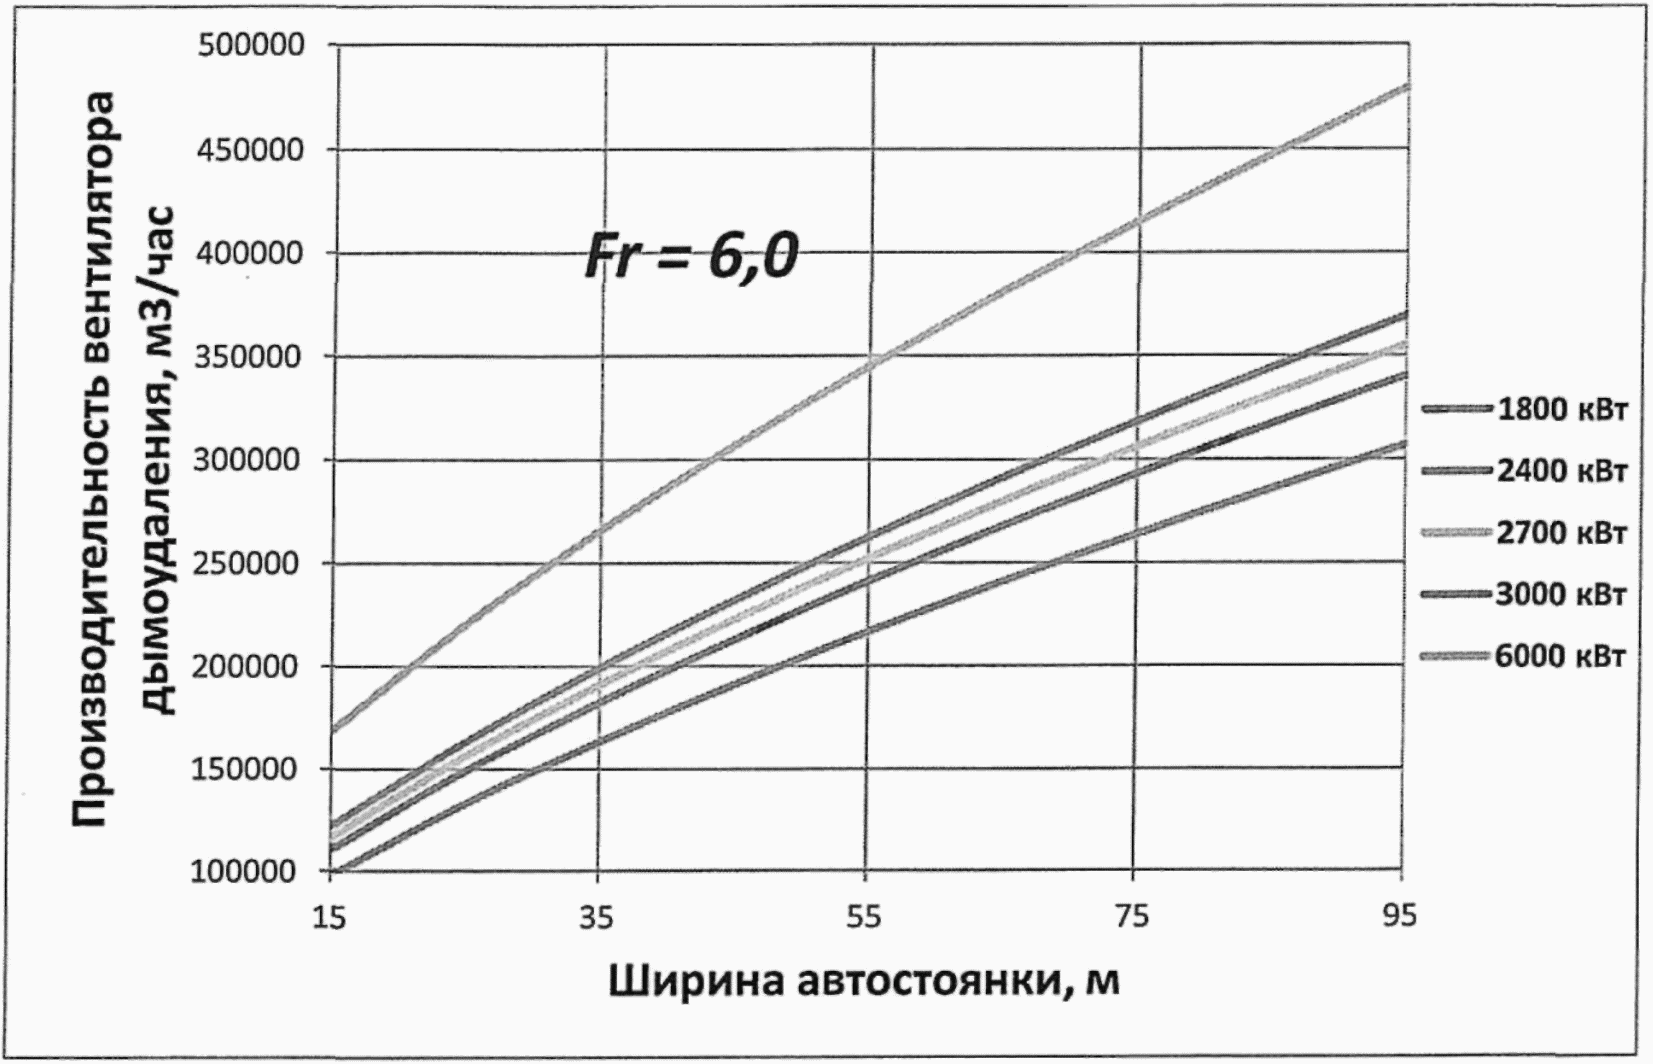 Производительность вентилятора
дымоудаления, м3/час
500000
450000
400000
350000
300000
250000
200000
150000
100000
Fr = 6,0
1800 кВт
2400 кВт
2700 кВт
3000 кВт
6000 кВт
15
35
55
75
95
Ширина автостоянки, м